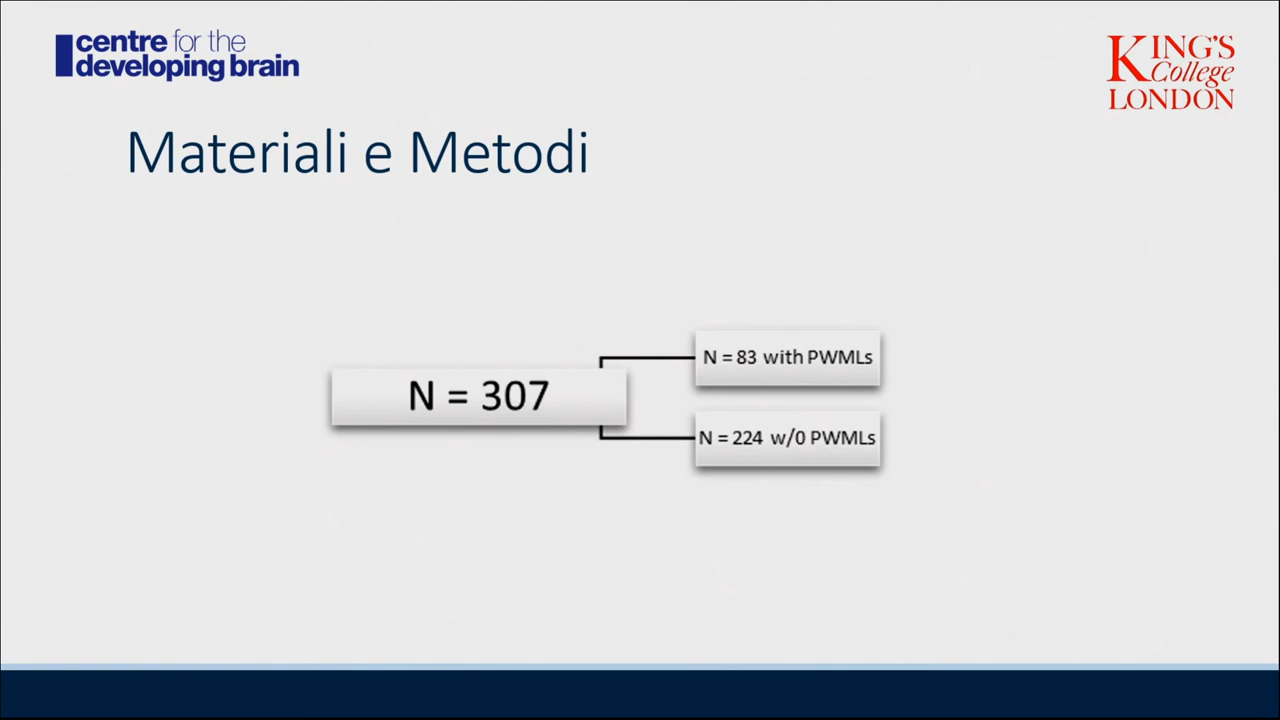 centre for the
developing brain
KING'S
College
LONDON
Materiali e Metodi
N = 307
N = 83 with PWMLs
N = 224 w/0 PWMLs